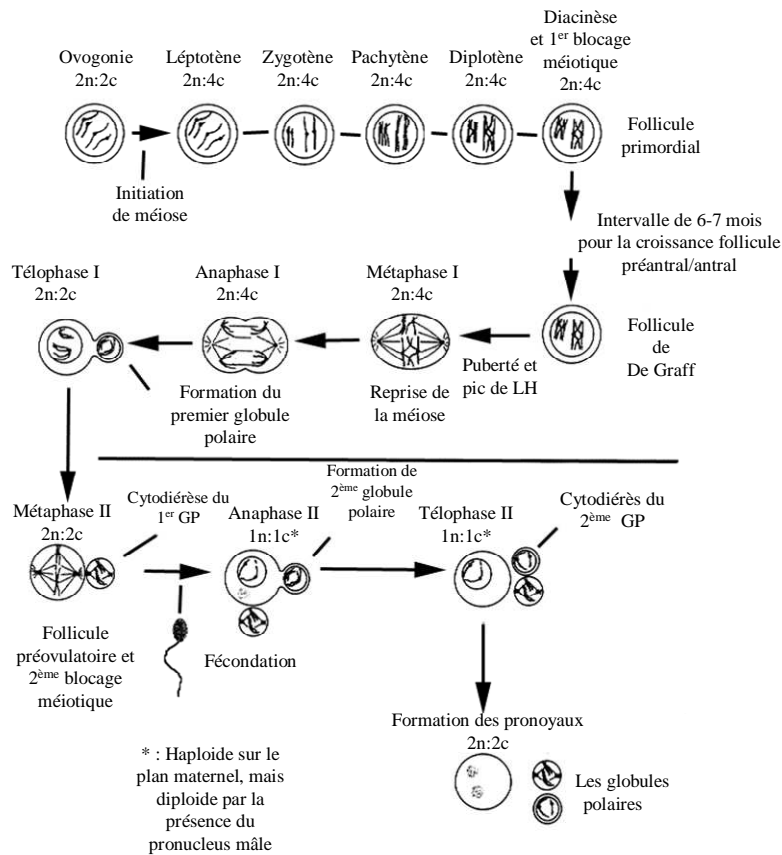 Ovogonie
2n:2c
Léptotène
2n:4c
Zygotène
2n:4c
Pachytène
2n:4c
Diplotène
2n:4c
Diacinèse
et 1er blocage
méiotique
2n:4c
Follicule
primordial
Initiation
de méiose
Intervalle de 6-7 mois
pour la croissance follicule
préantral/antral
Télophase I
2n:2c
Anaphase I
2n:4c
Métaphase I
2n:4c
Follicule
de
De Graff
Puberté et
pic de LH
Reprise de
la méiose
Formation du
premier globule
polaire
Métaphase II
2n:2c
Cytodiérèse du
1er GP
Anaphase II
1n:1c*
Formation de
2ème globule
polaire
Télophase II
1n:1c*
Cytodiérès du
2ème GP
Follicule
préovulatoire et
2ème blocage
méiotique
Fécondation
Formation des pronoyaux
2n:2c
Les globules
polaires
* : Haploide sur le
plan maternel, mais
diploide par la
présence du
pronucleus mâle